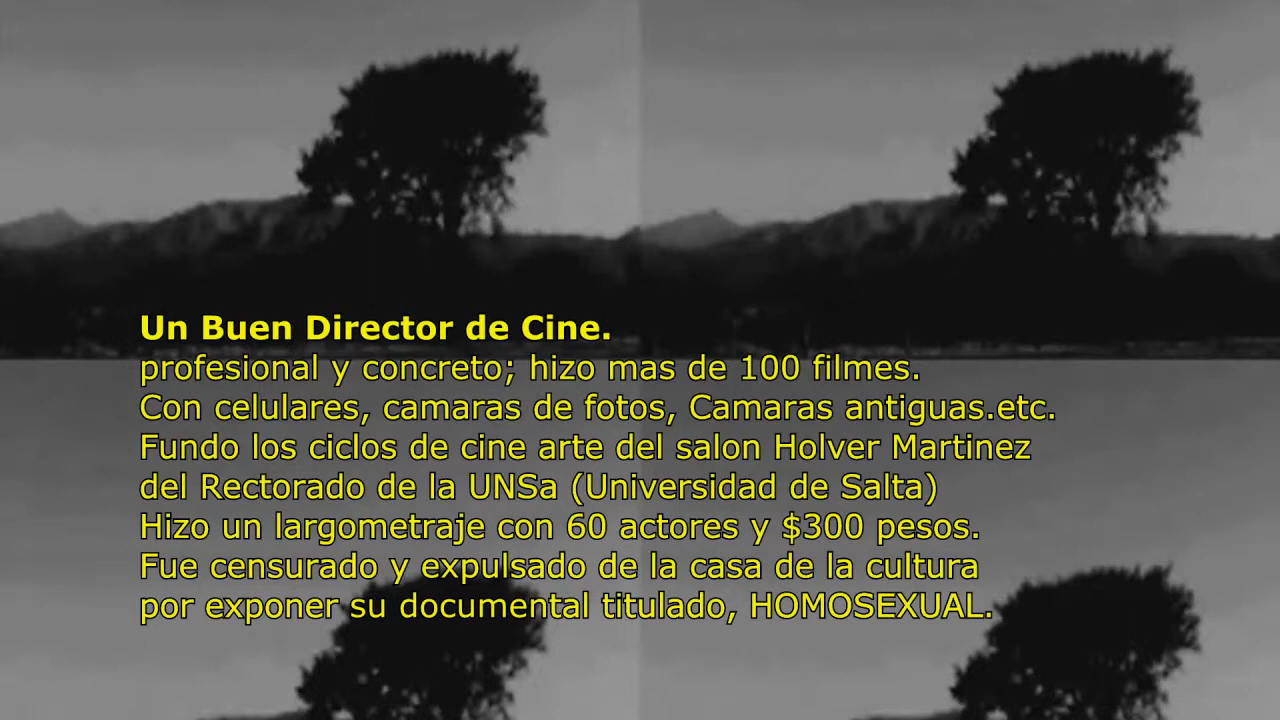 Un Buen Director de Cine.
profesional y concreto; hizo mas de 100 filmes.
Con celulares, camaras de fotos, Camaras antiguas.etc.
Fundo los ciclos de cine arte del salon Holver Martinez
del Rectorado de la UNSa (Universidad de Salta)
Hizo un largometraje con 60 actores y $300 pesos.
Fue censurado y expulsado de la casa de la cultura
por exponer su documental titulado, HOMOSEXUAL.